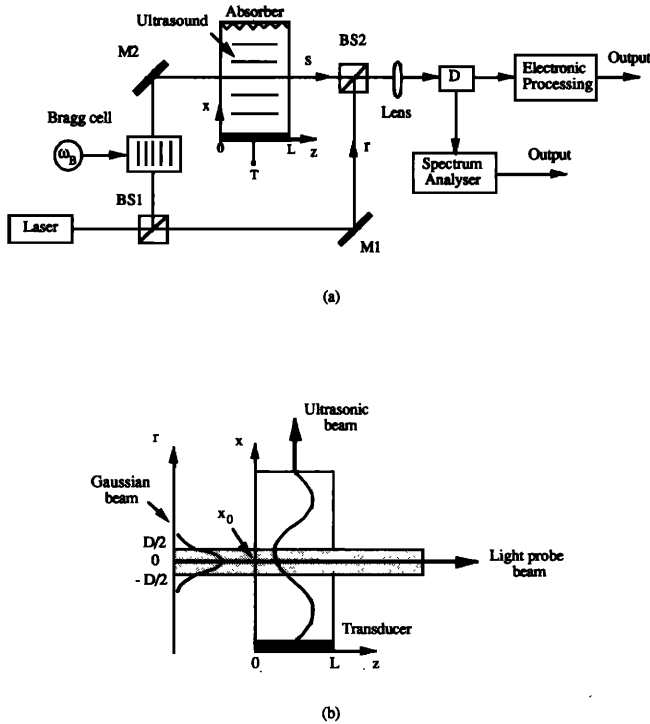 Absorber
Ultrasound
M2
BS2
s
D
Electronic
Processing
Output
x
Lens
Bragg cell
0
L
z
r
ω_B
T
Spectrum
Analyser
Output
BS1
Laser
M1
(a)
Ultrasonic
beam
r
x
Gaussian
beam
x_0
D/2
0
- D/2
Light probe
beam
Transducer
0
L
z
(b)